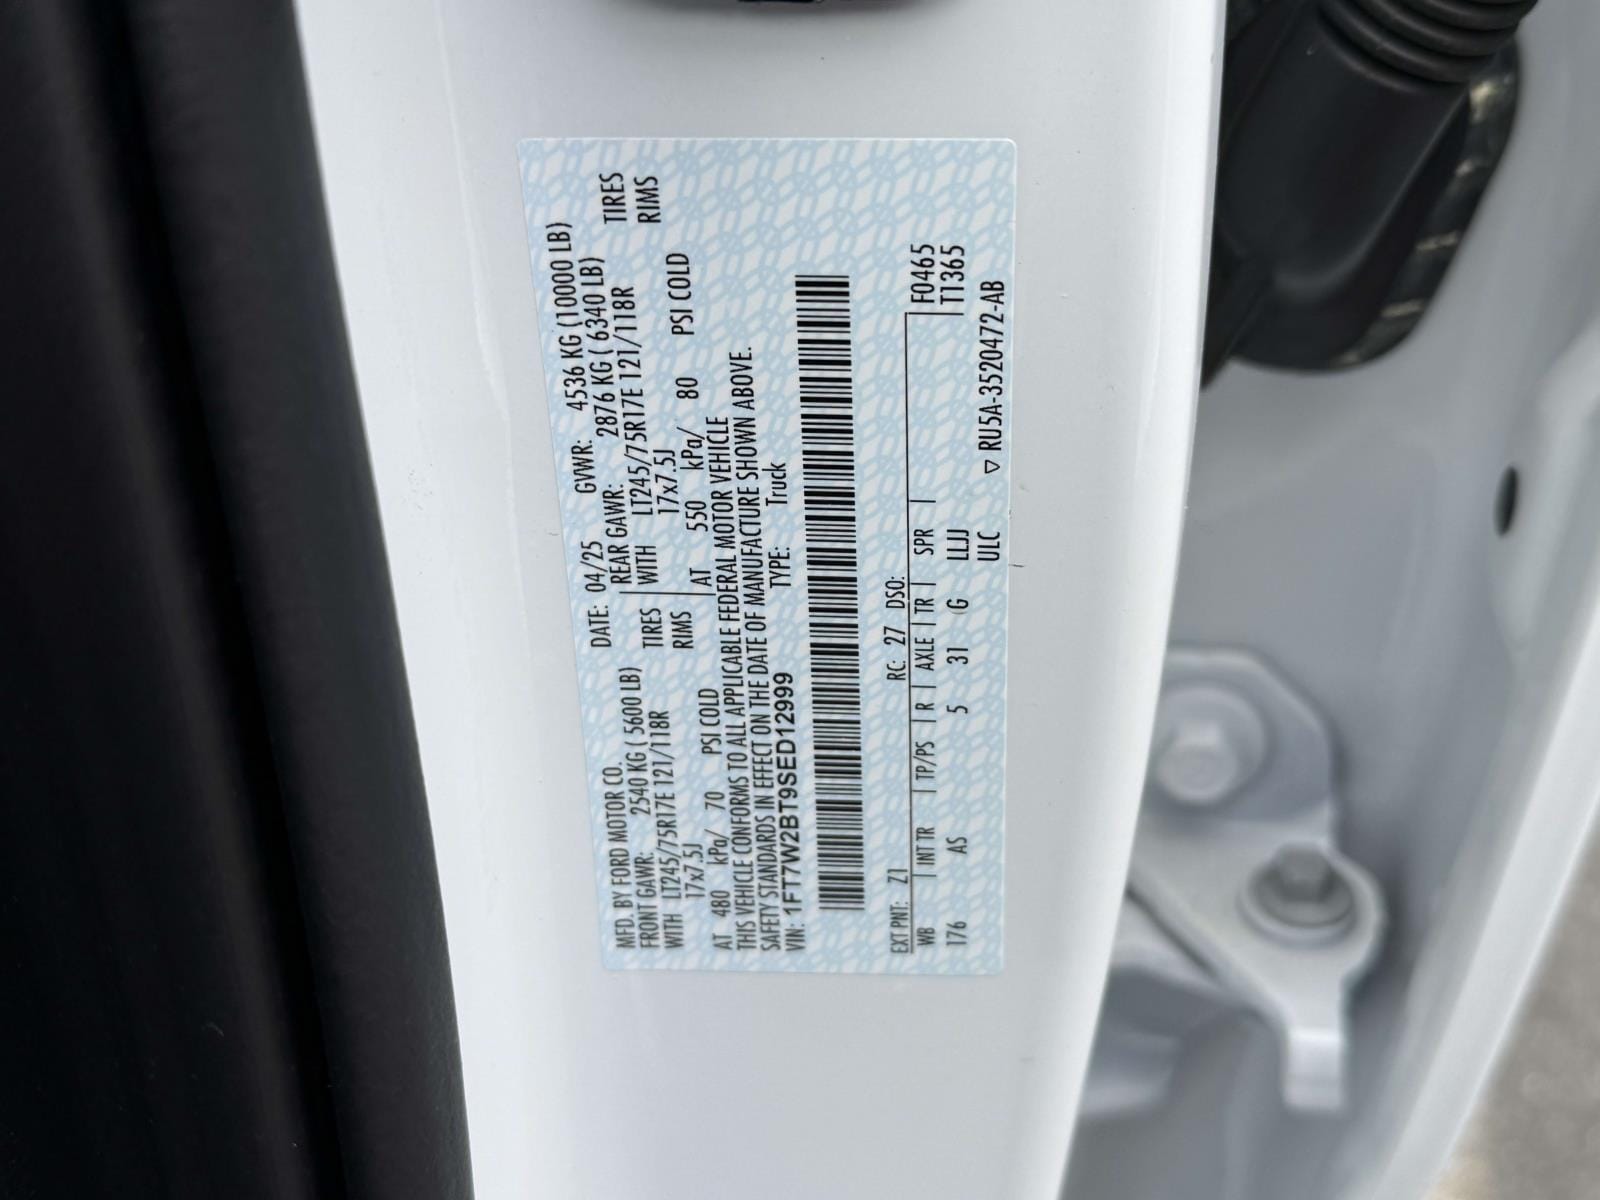 MFD. BY FORD MOTOR CO.
DATE: 04/25 GVWR: 4536 KG (10000 LB)
FRONT GAWR: 2540 KG ( 5600 LB)
REAR GAWR: 2876 KG ( 6340 LB)
WITH LT245/75R17E 121/118R TIRES
WITH LT245/75R17E 121/118R TIRES
17x7.5J RIMS
17x7.5J RIMS
AT 480 kPa/ 70 PSI COLD
AT 550 kPa/ 80 PSI COLD
THIS VEHICLE CONFORMS TO ALL APPLICABLE FEDERAL MOTOR VEHICLE
SAFETY STANDARDS IN EFFECT ON THE DATE OF MANUFACTURE SHOWN ABOVE.
VIN: 1FT7W2BT9SED12999 TYPE: Truck
EXT PNT: Z1 RC: 27 DSO:
WB INT TR TP/PS R AXLE TR SPR F0465
176 AS 5 31 G LLJJ T1365
ULC ▽ RU5A-3520472-AB